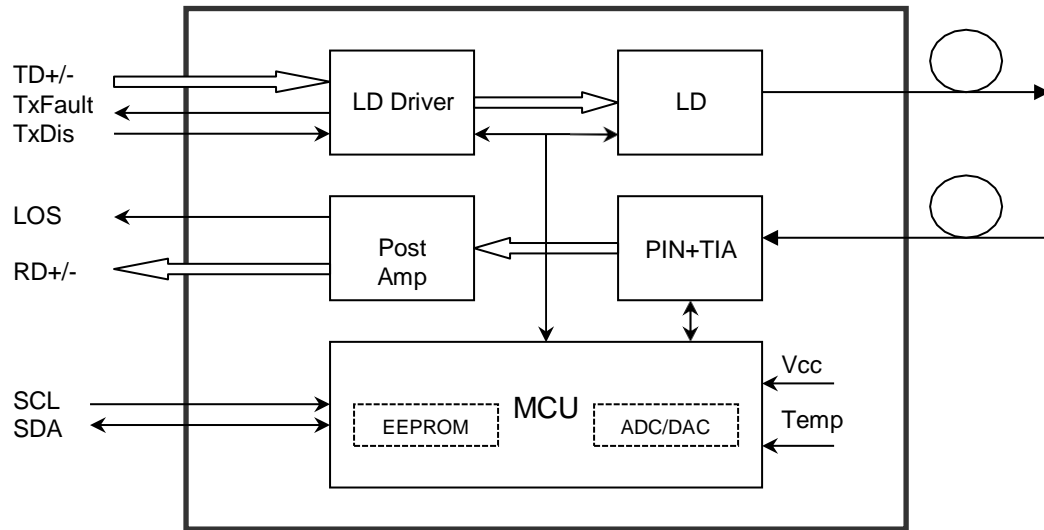 TD+/-
TxFault
TxDis
LD Driver
LD
LOS
RD+/-
Post
Amp
PIN+TIA
SCL
SDA
MCU
EEPROM
ADC/DAC
Vcc
Temp